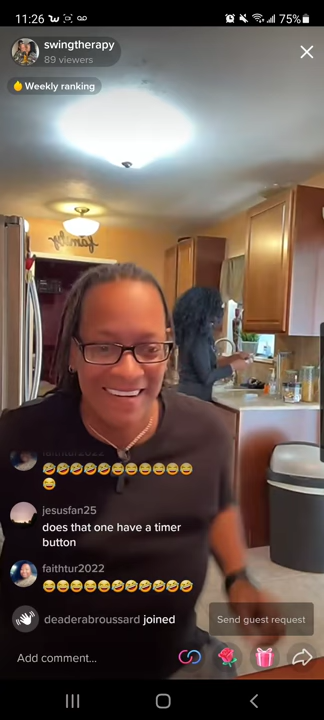 11:26
75%
swingtherapy
89 viewers
Weekly ranking
family
faithtur2022
🤣🤣🤣🤣🤣😂😂😂😂😂😂
😂
jesusfan25
does that one have a timer
button
faithtur2022
😂😂😂😂😂🤣🤣🤣🤣🤣🤣
deaderabroussard joined
Send guest request
Add comment...